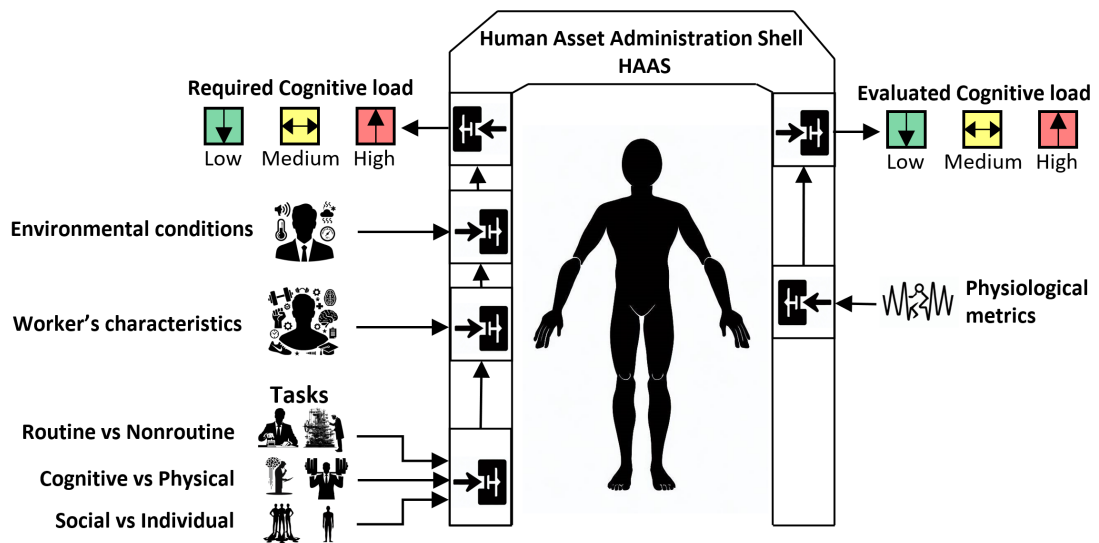 Human Asset Administration Shell
HAAS
Required Cognitive load
Low Medium High
Evaluated Cognitive load
Low Medium High
Environmental conditions
Worker's characteristics
Physiological
metrics
Tasks
Routine vs Nonroutine
Cognitive vs Physical
Social vs Individual